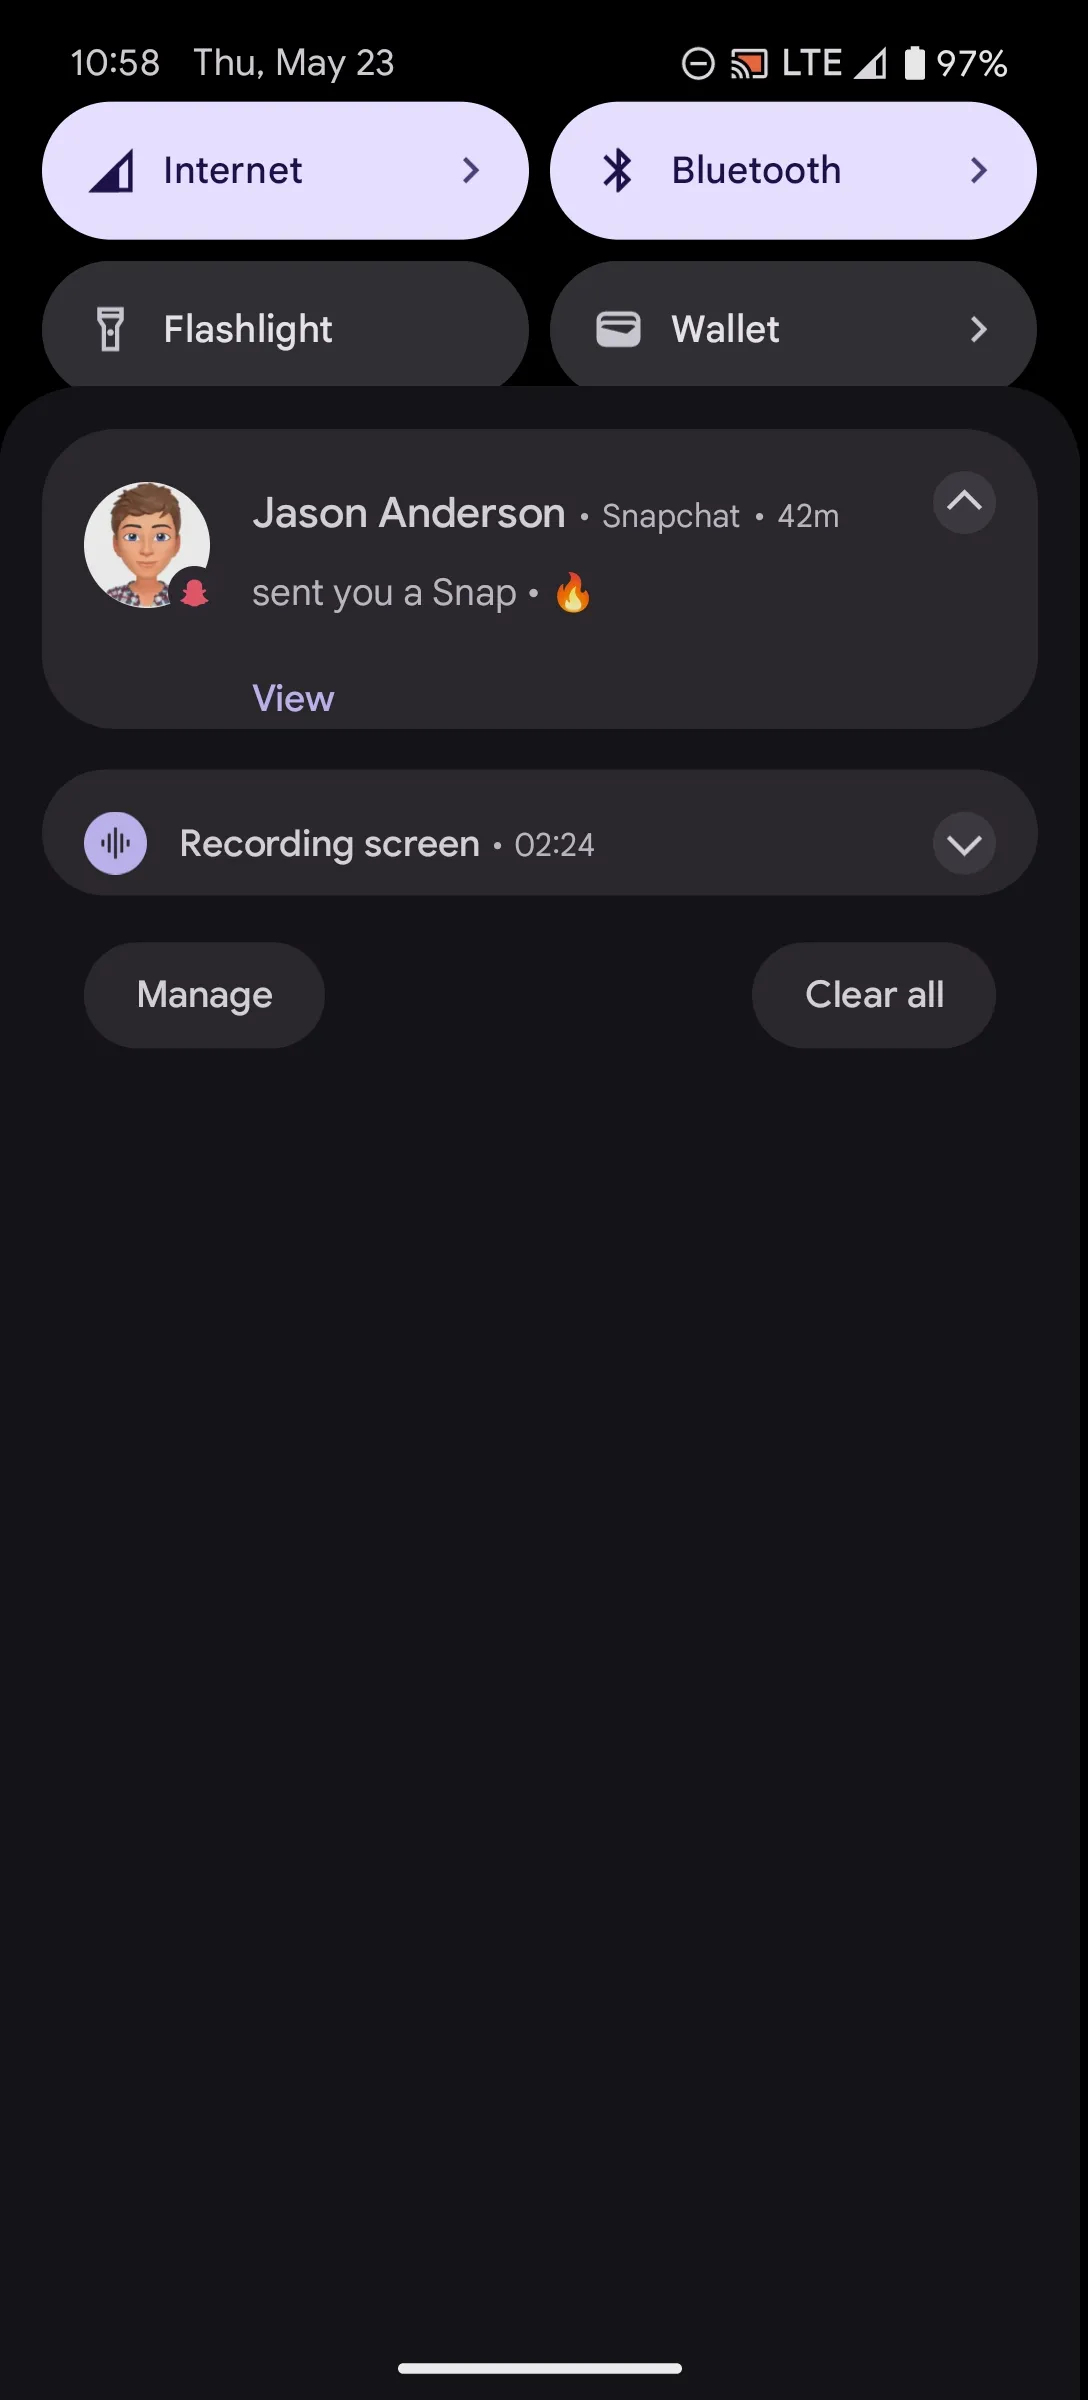 10:58 Thu, May 23 LTE 97%
Internet Bluetooth
Flashlight Wallet
Jason Anderson • Snapchat • 42m
sent you a Snap • 🔥
View
Recording screen • 02:24
Manage Clear all